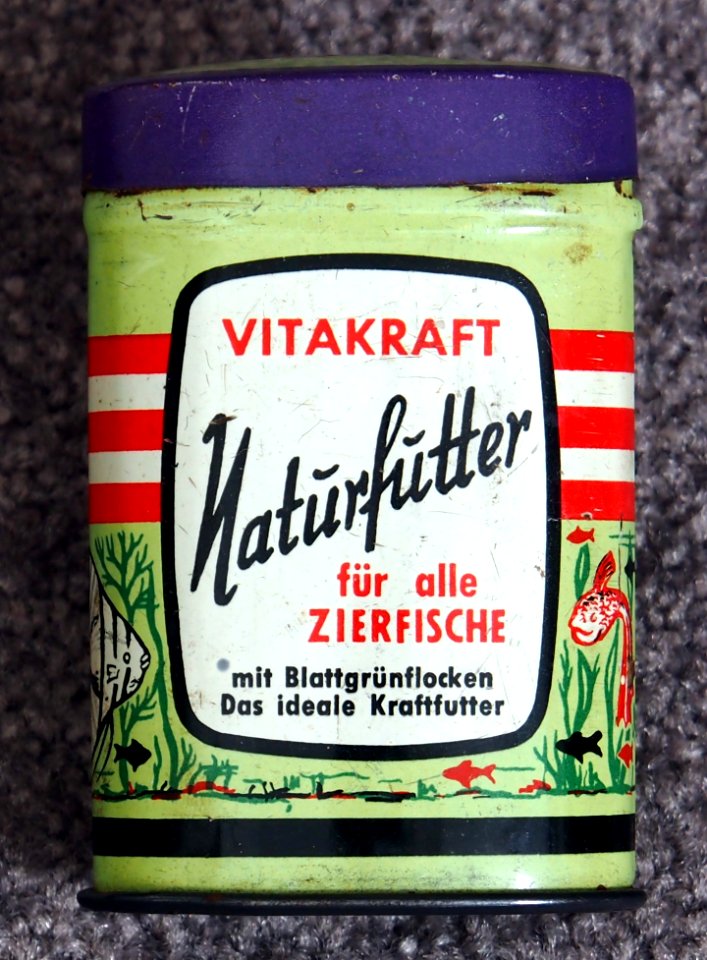 VITAKRAFT
Naturfutter
für alle
ZIERFISCHE
mit Blattgrünflocken
Das ideale Kraftfutter